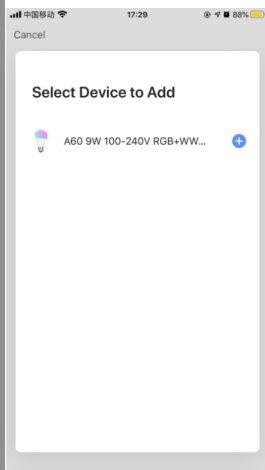 中国移动 17:29 88%
Cancel
Select Device to Add
A60 9W 100-240V RGB+WW...